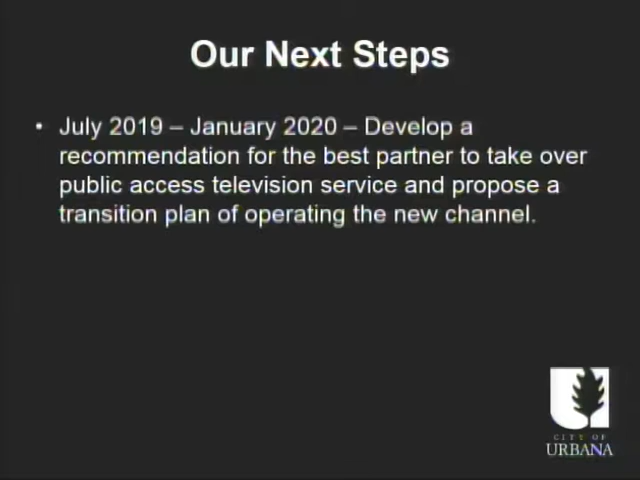 Our Next Steps
• July 2019 – January 2020 – Develop a
recommendation for the best partner to take over
public access television service and propose a
transition plan of operating the new channel.
CITY OF
URBANA